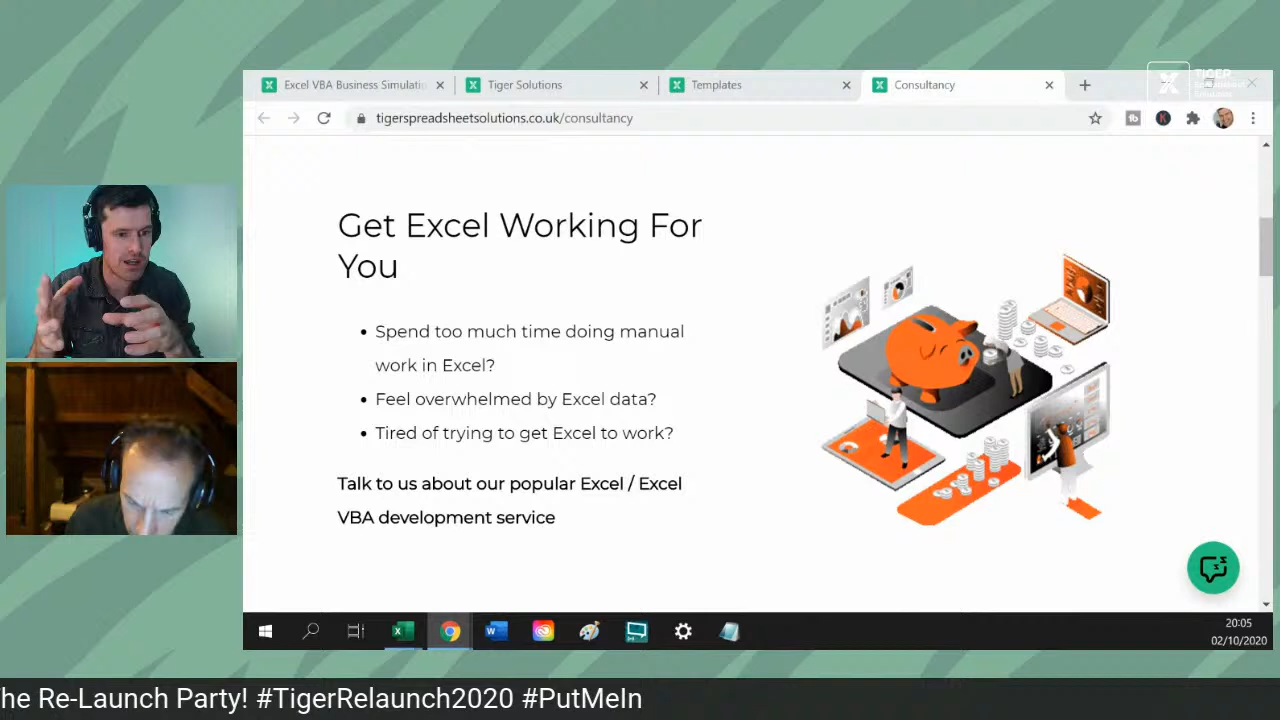 Excel VBA Business Simulati
Tiger Solutions
Templates
Consultancy
TIGER
tigerspreadsheetsolutions.co.uk/consultancy
Get Excel Working For
You
• Spend too much time doing manual
work in Excel?
• Feel overwhelmed by Excel data?
• Tired of trying to get Excel to work?
Talk to us about our popular Excel / Excel
VBA development service
20:05
02/10/2020
he Re-Launch Party! #TigerRelaunch2020 #PutMeIn